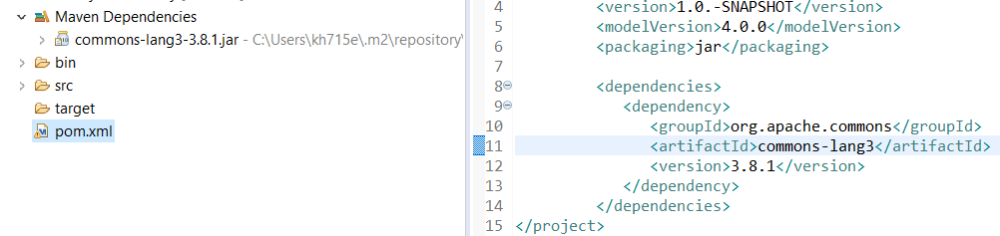 Maven Dependencies
commons-lang3-3.8.1.jar - C:\Users\kh715e\.m2\repository\
bin
src
target
pom.xml
4 <version>1.0.-SNAPSHOT</version>
5 <modelVersion>4.0.0</modelVersion>
6 <packaging>jar</packaging>
7
8 <dependencies>
9 <dependency>
10 <groupId>org.apache.commons</groupId>
11 <artifactId>commons-lang3</artifactId>
12 <version>3.8.1</version>
13 </dependency>
14 </dependencies>
15 </project>